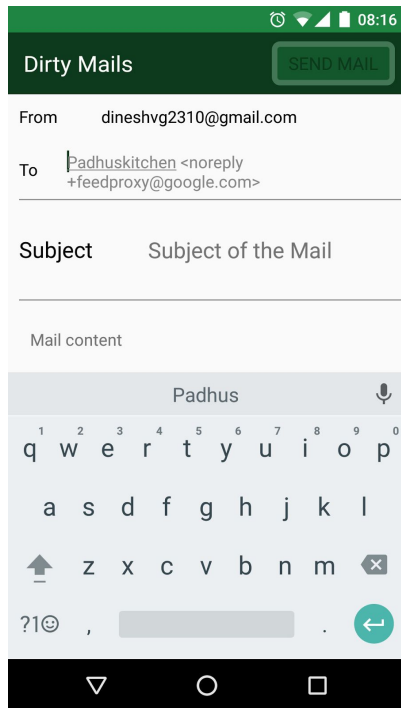 08:16
Dirty Mails
SEND MAIL
From dineshvg2310@gmail.com
To Padhuskitchen <noreply
+feedproxy@google.com>
Subject Subject of the Mail
Mail content
Padhus
1 2 3 4 5 6 7 8 9 0
q w e r t y u i o p
a s d f g h j k l
z x c v b n m
?1☺ , .